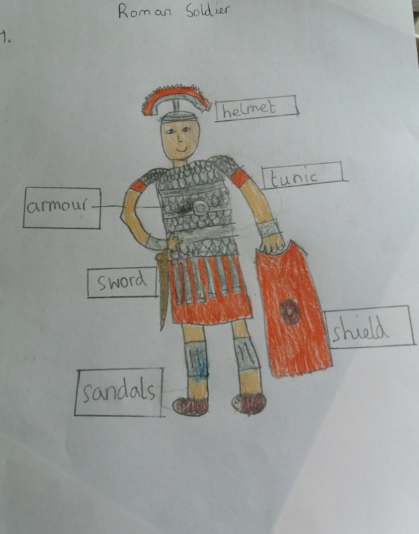 Roman Soldier
1.
helmet
tunic
armour
sword
shield
sandals